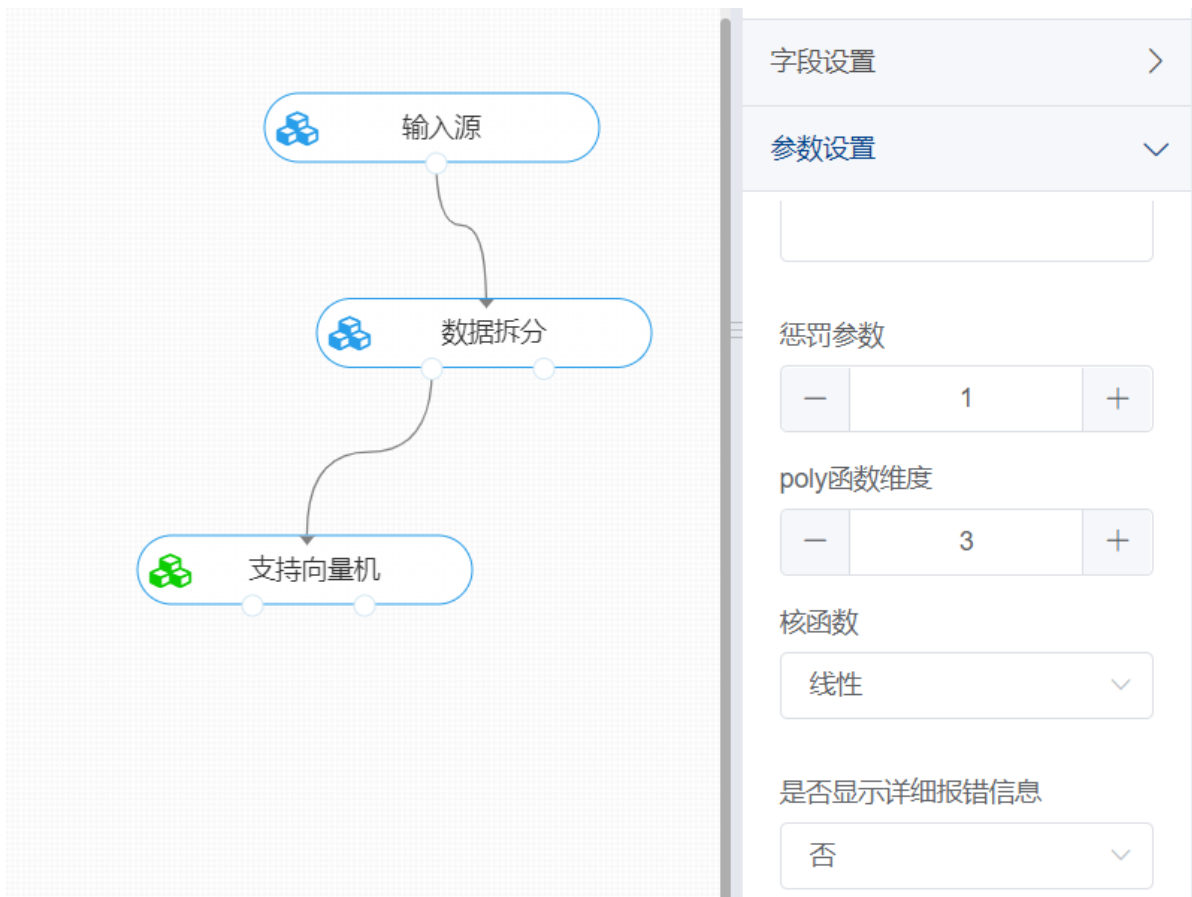 输入源
数据拆分
支持向量机
字段设置
参数设置
惩罚参数
1
poly函数维度
3
核函数
线性
是否显示详细报错信息
否